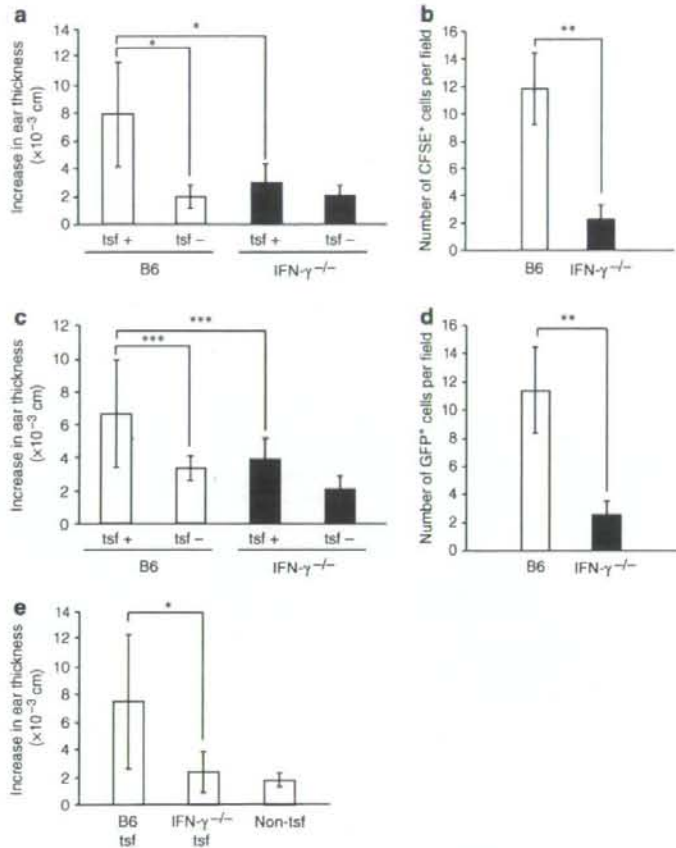 a
Increase in ear thickness
(×10⁻³ cm)
14
12
10
8
6
4
2
0
*
*
tsf +
tsf –
tsf +
tsf –
B6
IFN-γ⁻/⁻
b
Number of CFSE⁺ cells per field
16
14
12
10
8
6
4
2
0
**
B6
IFN-γ⁻/⁻
c
Increase in ear thickness
(×10⁻³ cm)
12
10
8
6
4
2
0
***
***
tsf +
tsf –
tsf +
tsf –
B6
IFN-γ⁻/⁻
d
Number of GFP⁺ cells per field
16
14
12
10
8
6
4
2
0
**
B6
IFN-γ⁻/⁻
e
Increase in ear thickness
(×10⁻³ cm)
14
12
10
8
6
4
2
0
*
B6
tsf
IFN-γ⁻/⁻
tsf
Non-tsf